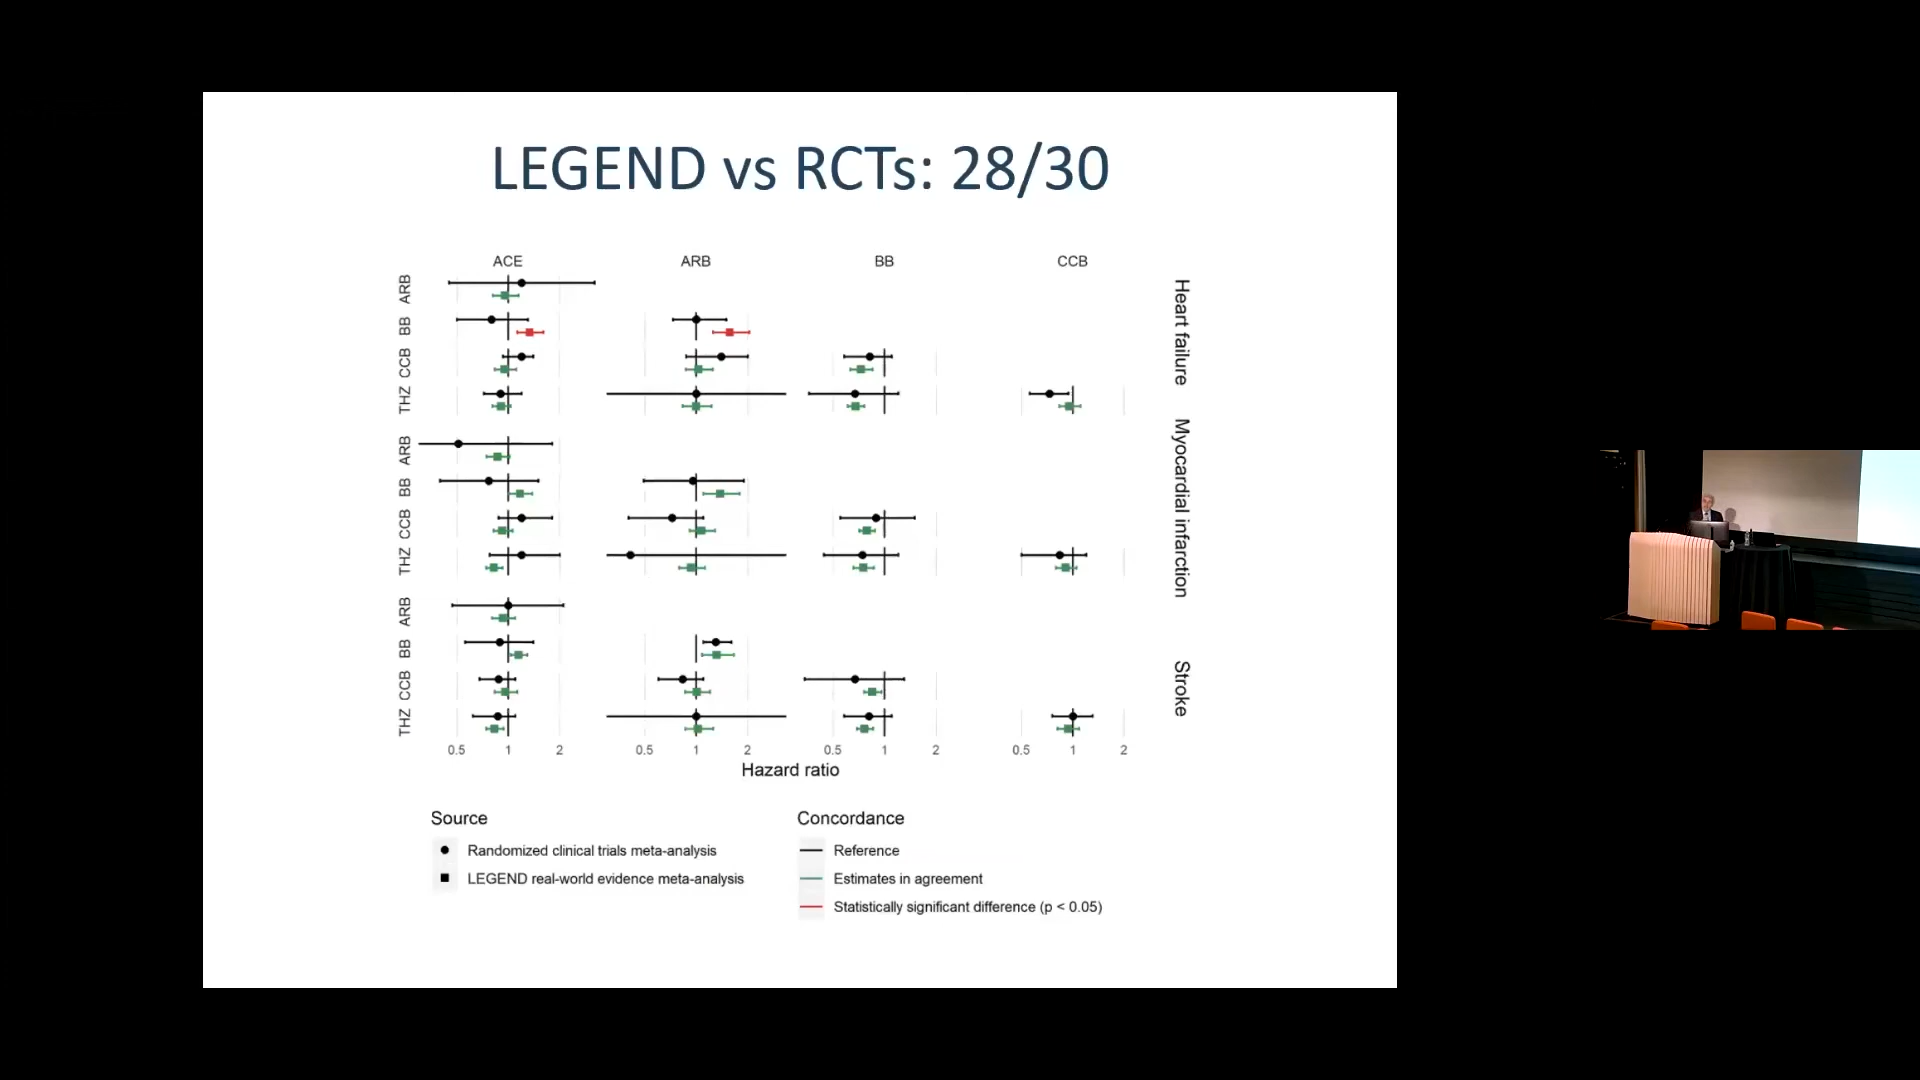 LEGEND vs RCTs: 28/30
ACE
ARB
BB
CCB
ARB
BB
CCB
THZ
Heart failure
ARB
BB
CCB
THZ
Myocardial infarction
ARB
BB
CCB
THZ
Stroke
0.5 1 2
0.5 1 2
0.5 1 2
0.5 1 2
Hazard ratio
Source
Randomized clinical trials meta-analysis
LEGEND real-world evidence meta-analysis
Concordance
Reference
Estimates in agreement
Statistically significant difference (p < 0.05)